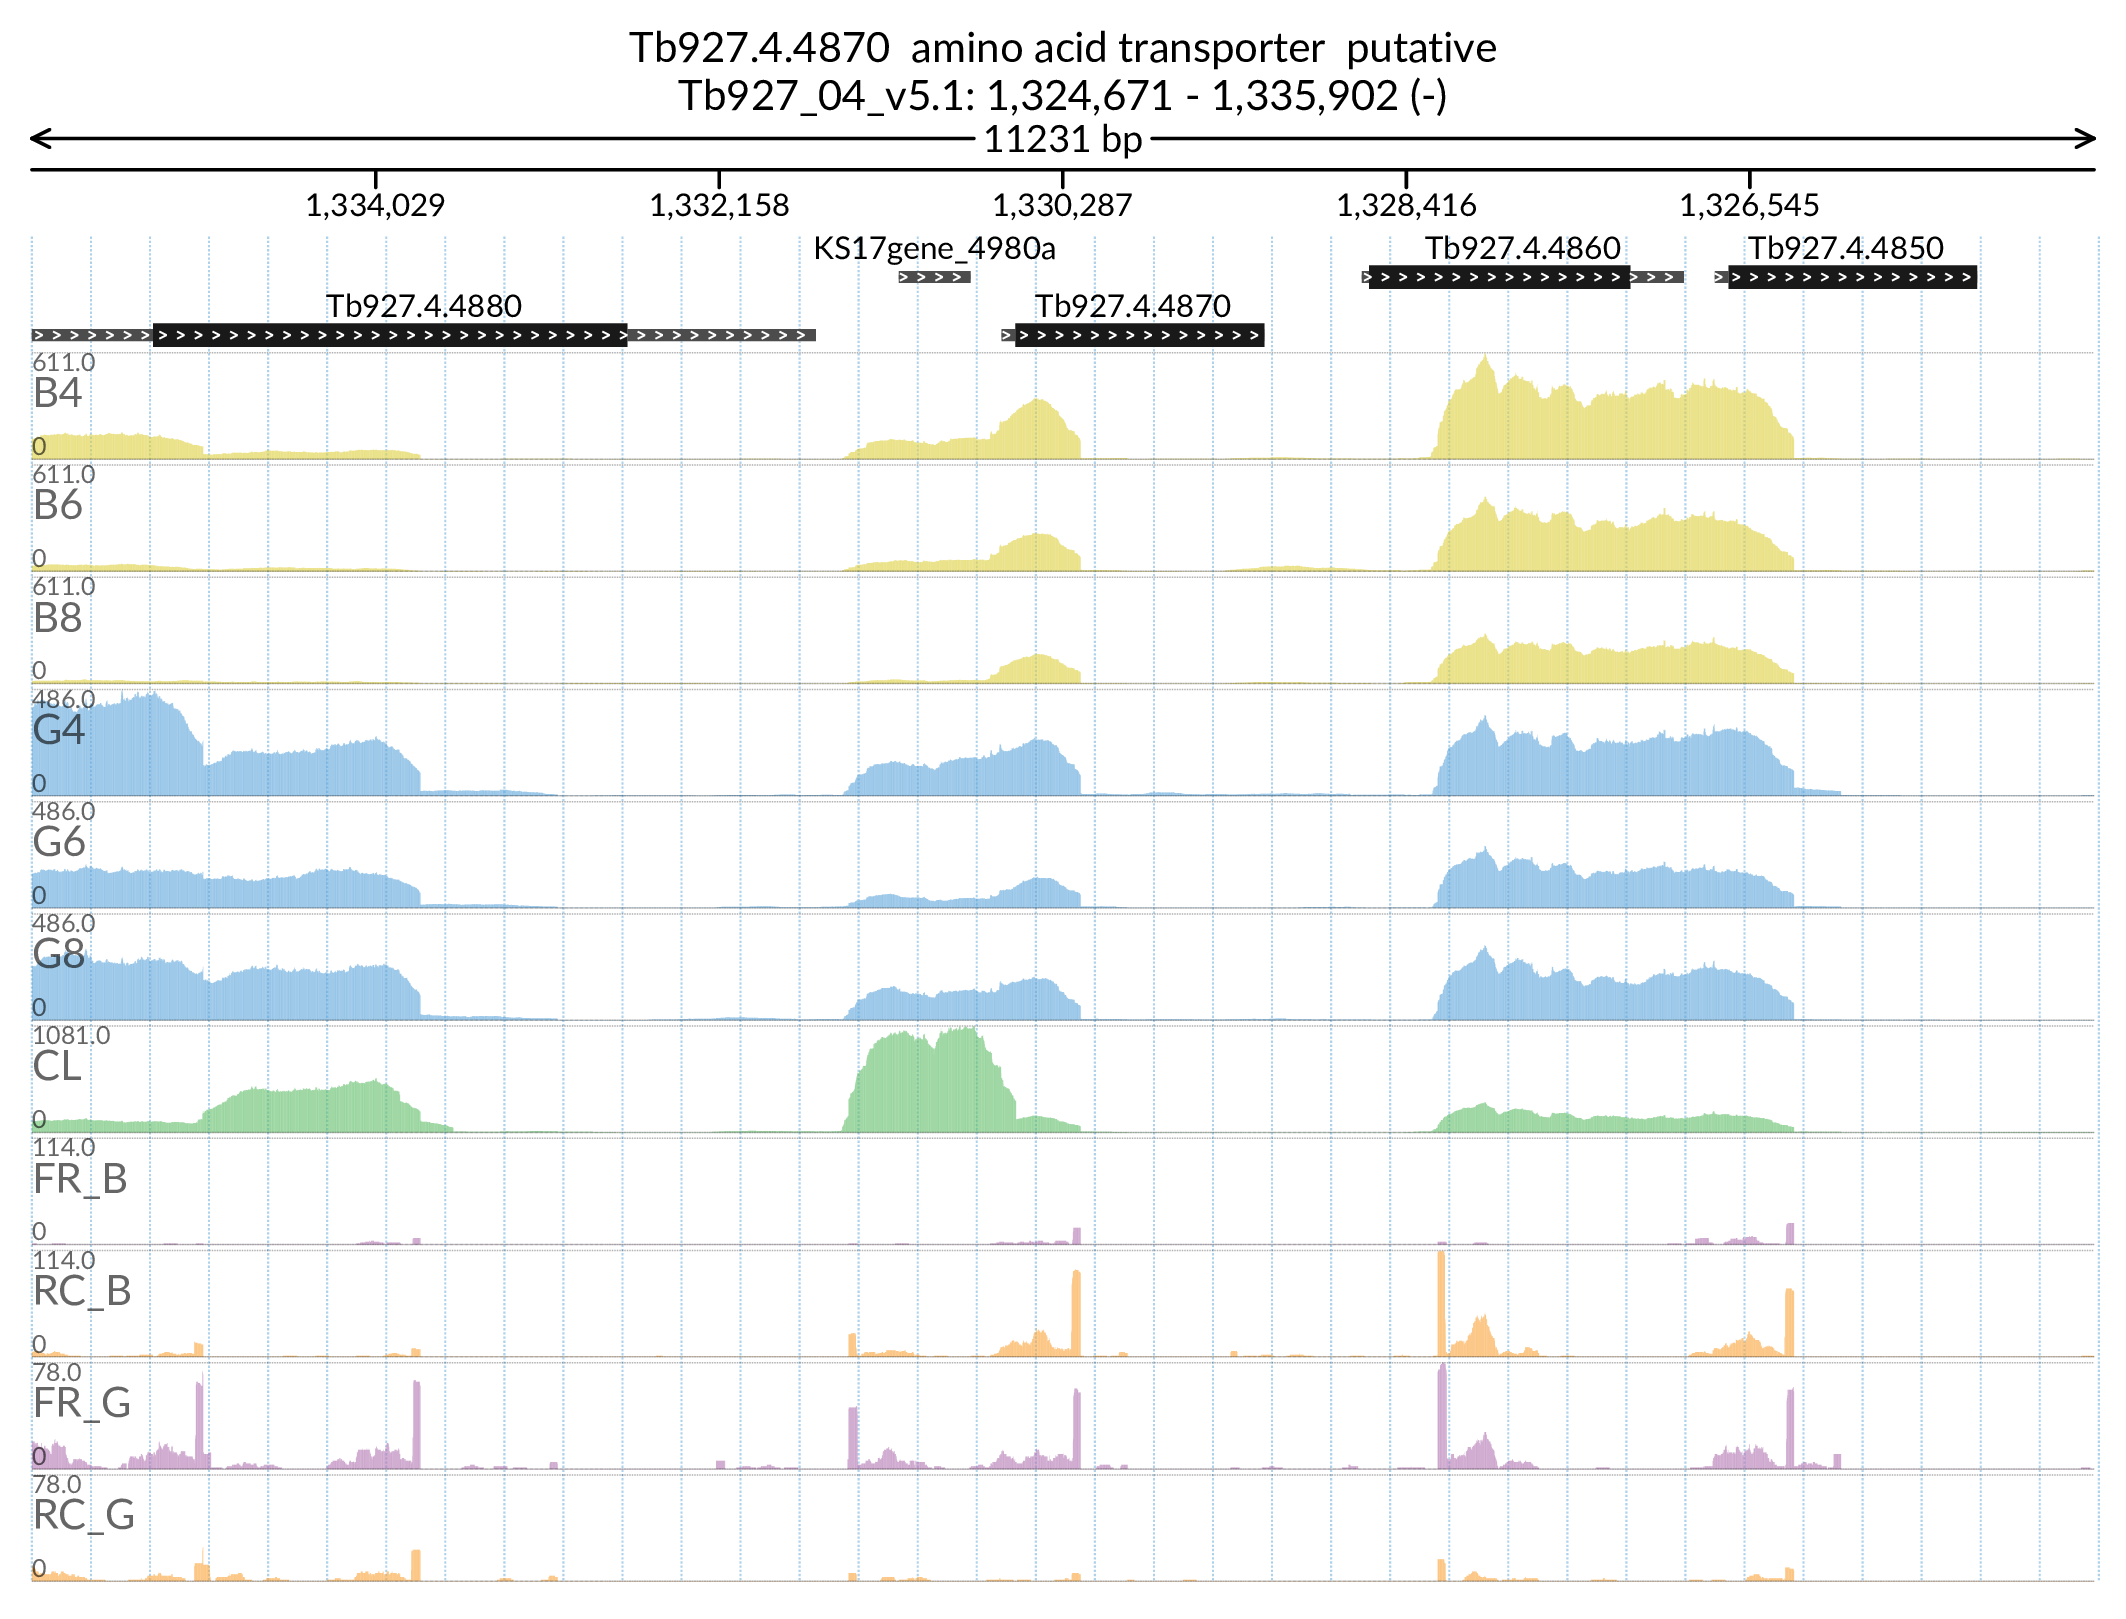 Tb927.4.4870  amino acid transporter  putative
Tb927_04_v5.1: 1,324,671 - 1,335,902 (-)
11231 bp
1,334,029 1,332,158 1,330,287 1,328,416 1,326,545
KS17gene_4980a Tb927.4.4860 Tb927.4.4850
Tb927.4.4880 Tb927.4.4870
611.0
B4
0
611.0
B6
0
611.0
B8
0
486.0
G4
0
486.0
G6
0
486.0
G8
0
1081.0
CL
0
114.0
FR_B
0
114.0
RC_B
0
78.0
FR_G
0
78.0
RC_G
0